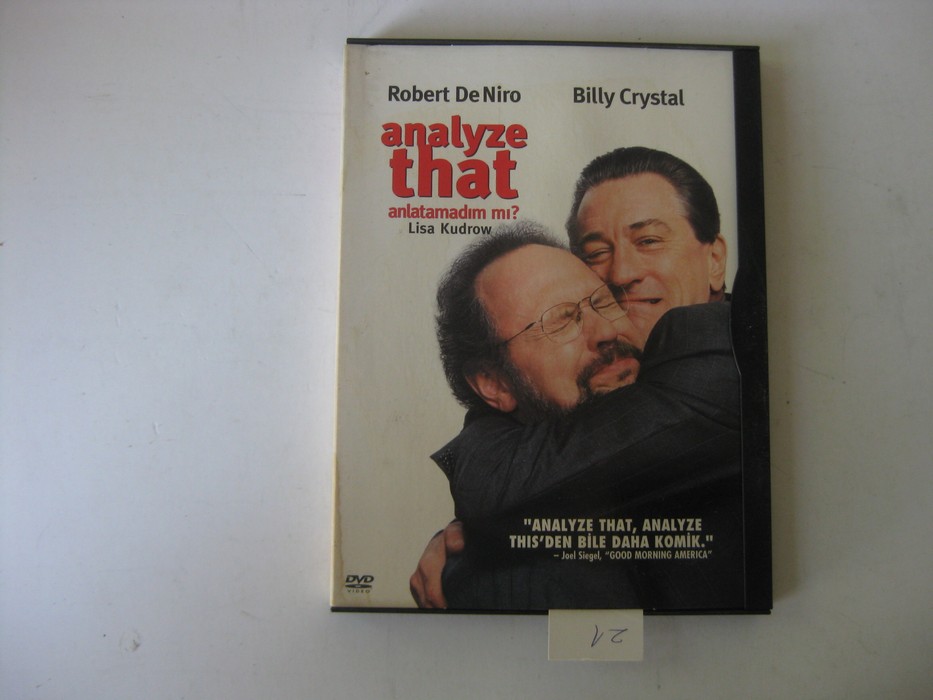 Robert De Niro
Billy Crystal
analyze
that
anlatamadım mı?
Lisa Kudrow
"ANALYZE THAT, ANALYZE
THIS'DEN BİLE DAHA KOMİK."
– Joel Siegel, "GOOD MORNING AMERICA"
DVD
VIDEO
21